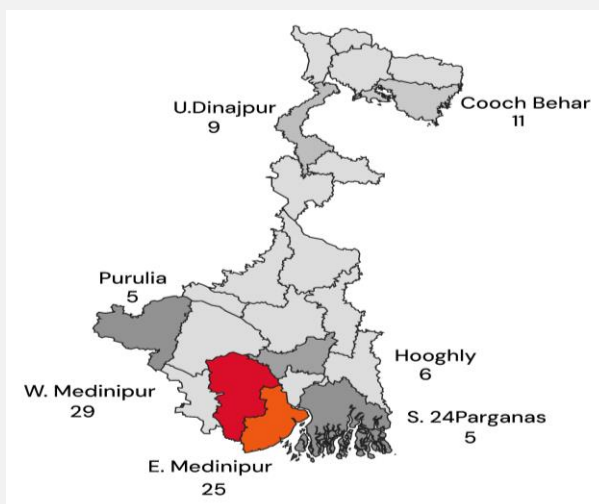 U.Dinajpur
9
Cooch Behar
11
Purulia
5
Hooghly
6
W. Medinipur
29
S. 24Parganas
5
E. Medinipur
25